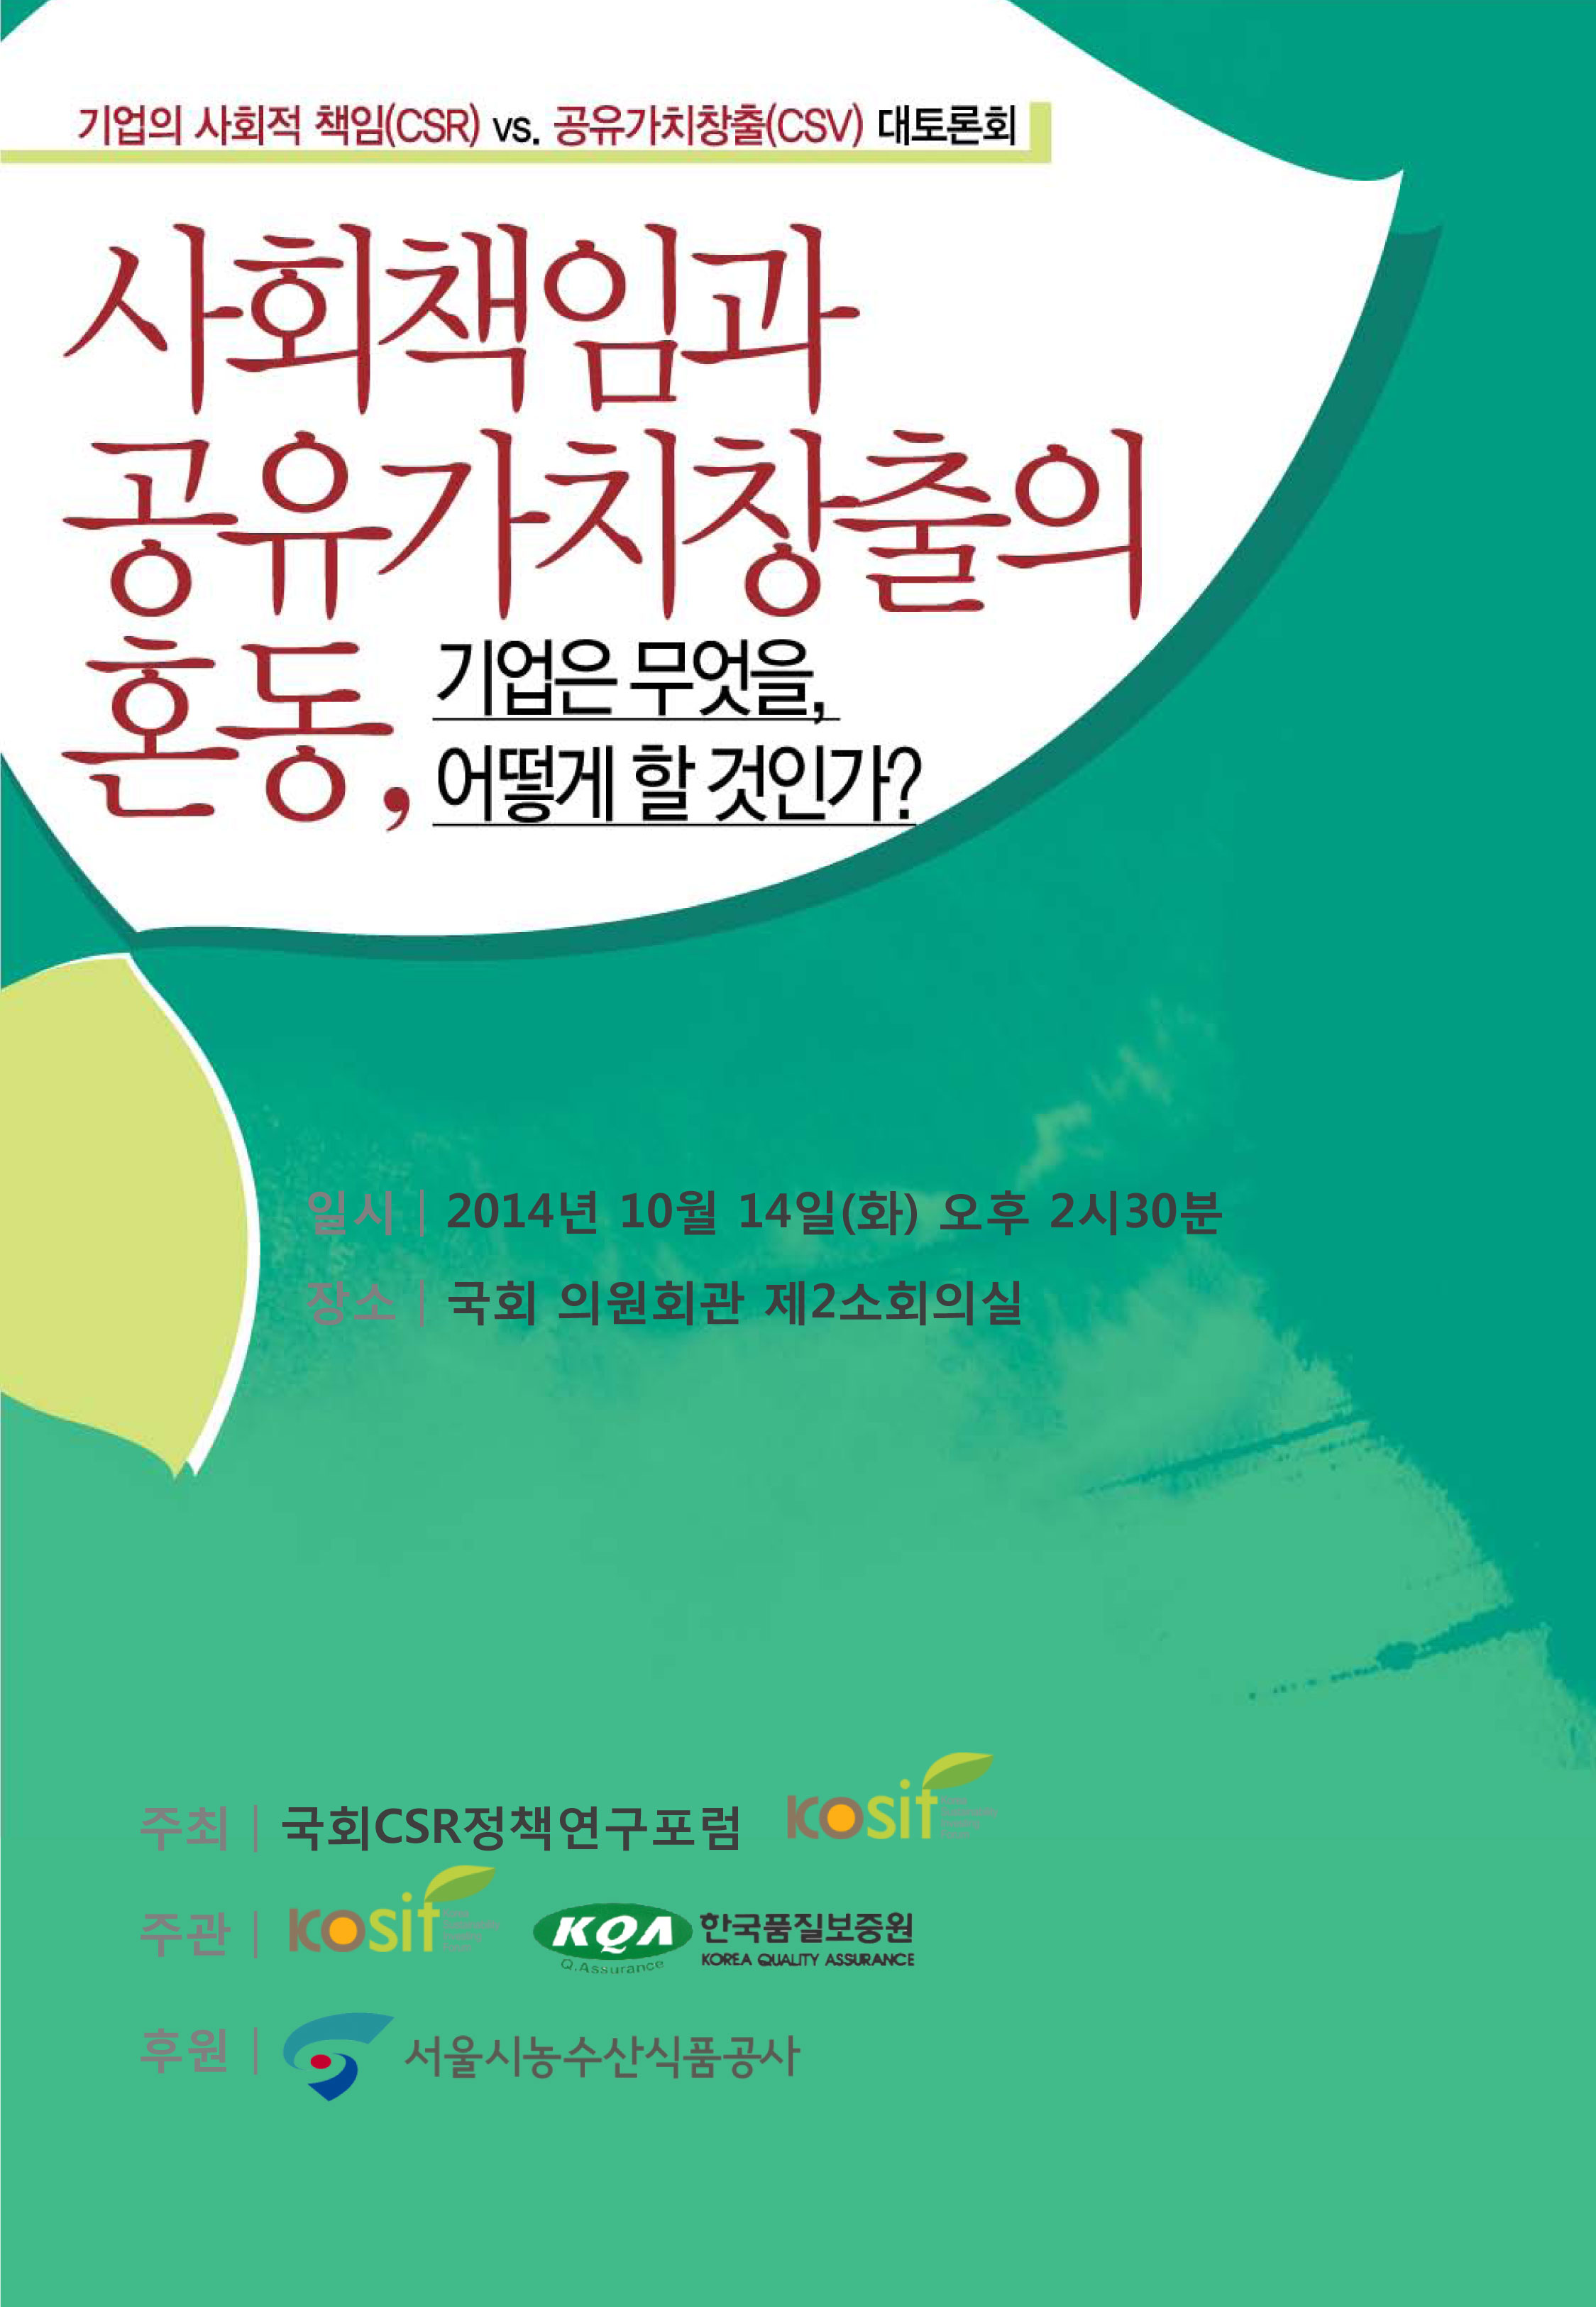 기업의 사회적 책임(CSR) vs. 공유가치창출(CSV) 대토론회
사회책임과
공유가치창출의
혼동,
기업은 무엇을,
어떻게 할 것인가?
일시 | 2014년 10월 14일(화) 오후 2시30분
장소 | 국회 의원회관 제2소회의실
주최 | 국회CSR정책연구포럼 KOSIF
주관 | KOSIF KQA Q.Assurance 한국품질보증원
KOREA QUALITY ASSURANCE
후원 | 서울시농수산식품공사